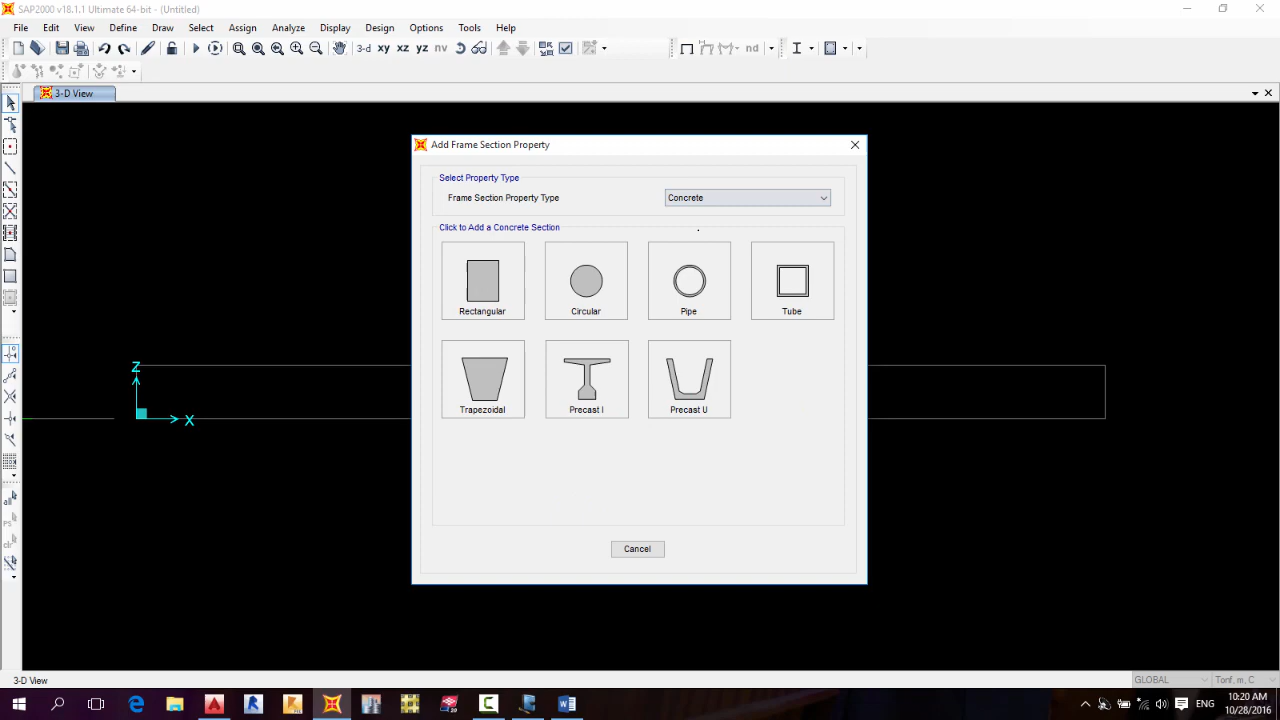 SAP2000 v18.1.1 Ultimate 64-bit - (Untitled)
File Edit View Define Draw Select Assign Analyze Display Design Options Tools Help
3-d xy xz yz nv nd
3-D View
Add Frame Section Property
Select Property Type
Frame Section Property Type Concrete
Click to Add a Concrete Section
Rectangular Circular Pipe Tube
Trapezoidal Precast I Precast U
Cancel
Z
X
all
ps
clr
3-D View GLOBAL Tonf, m, C
ENG 10:20 AM
10/28/2016